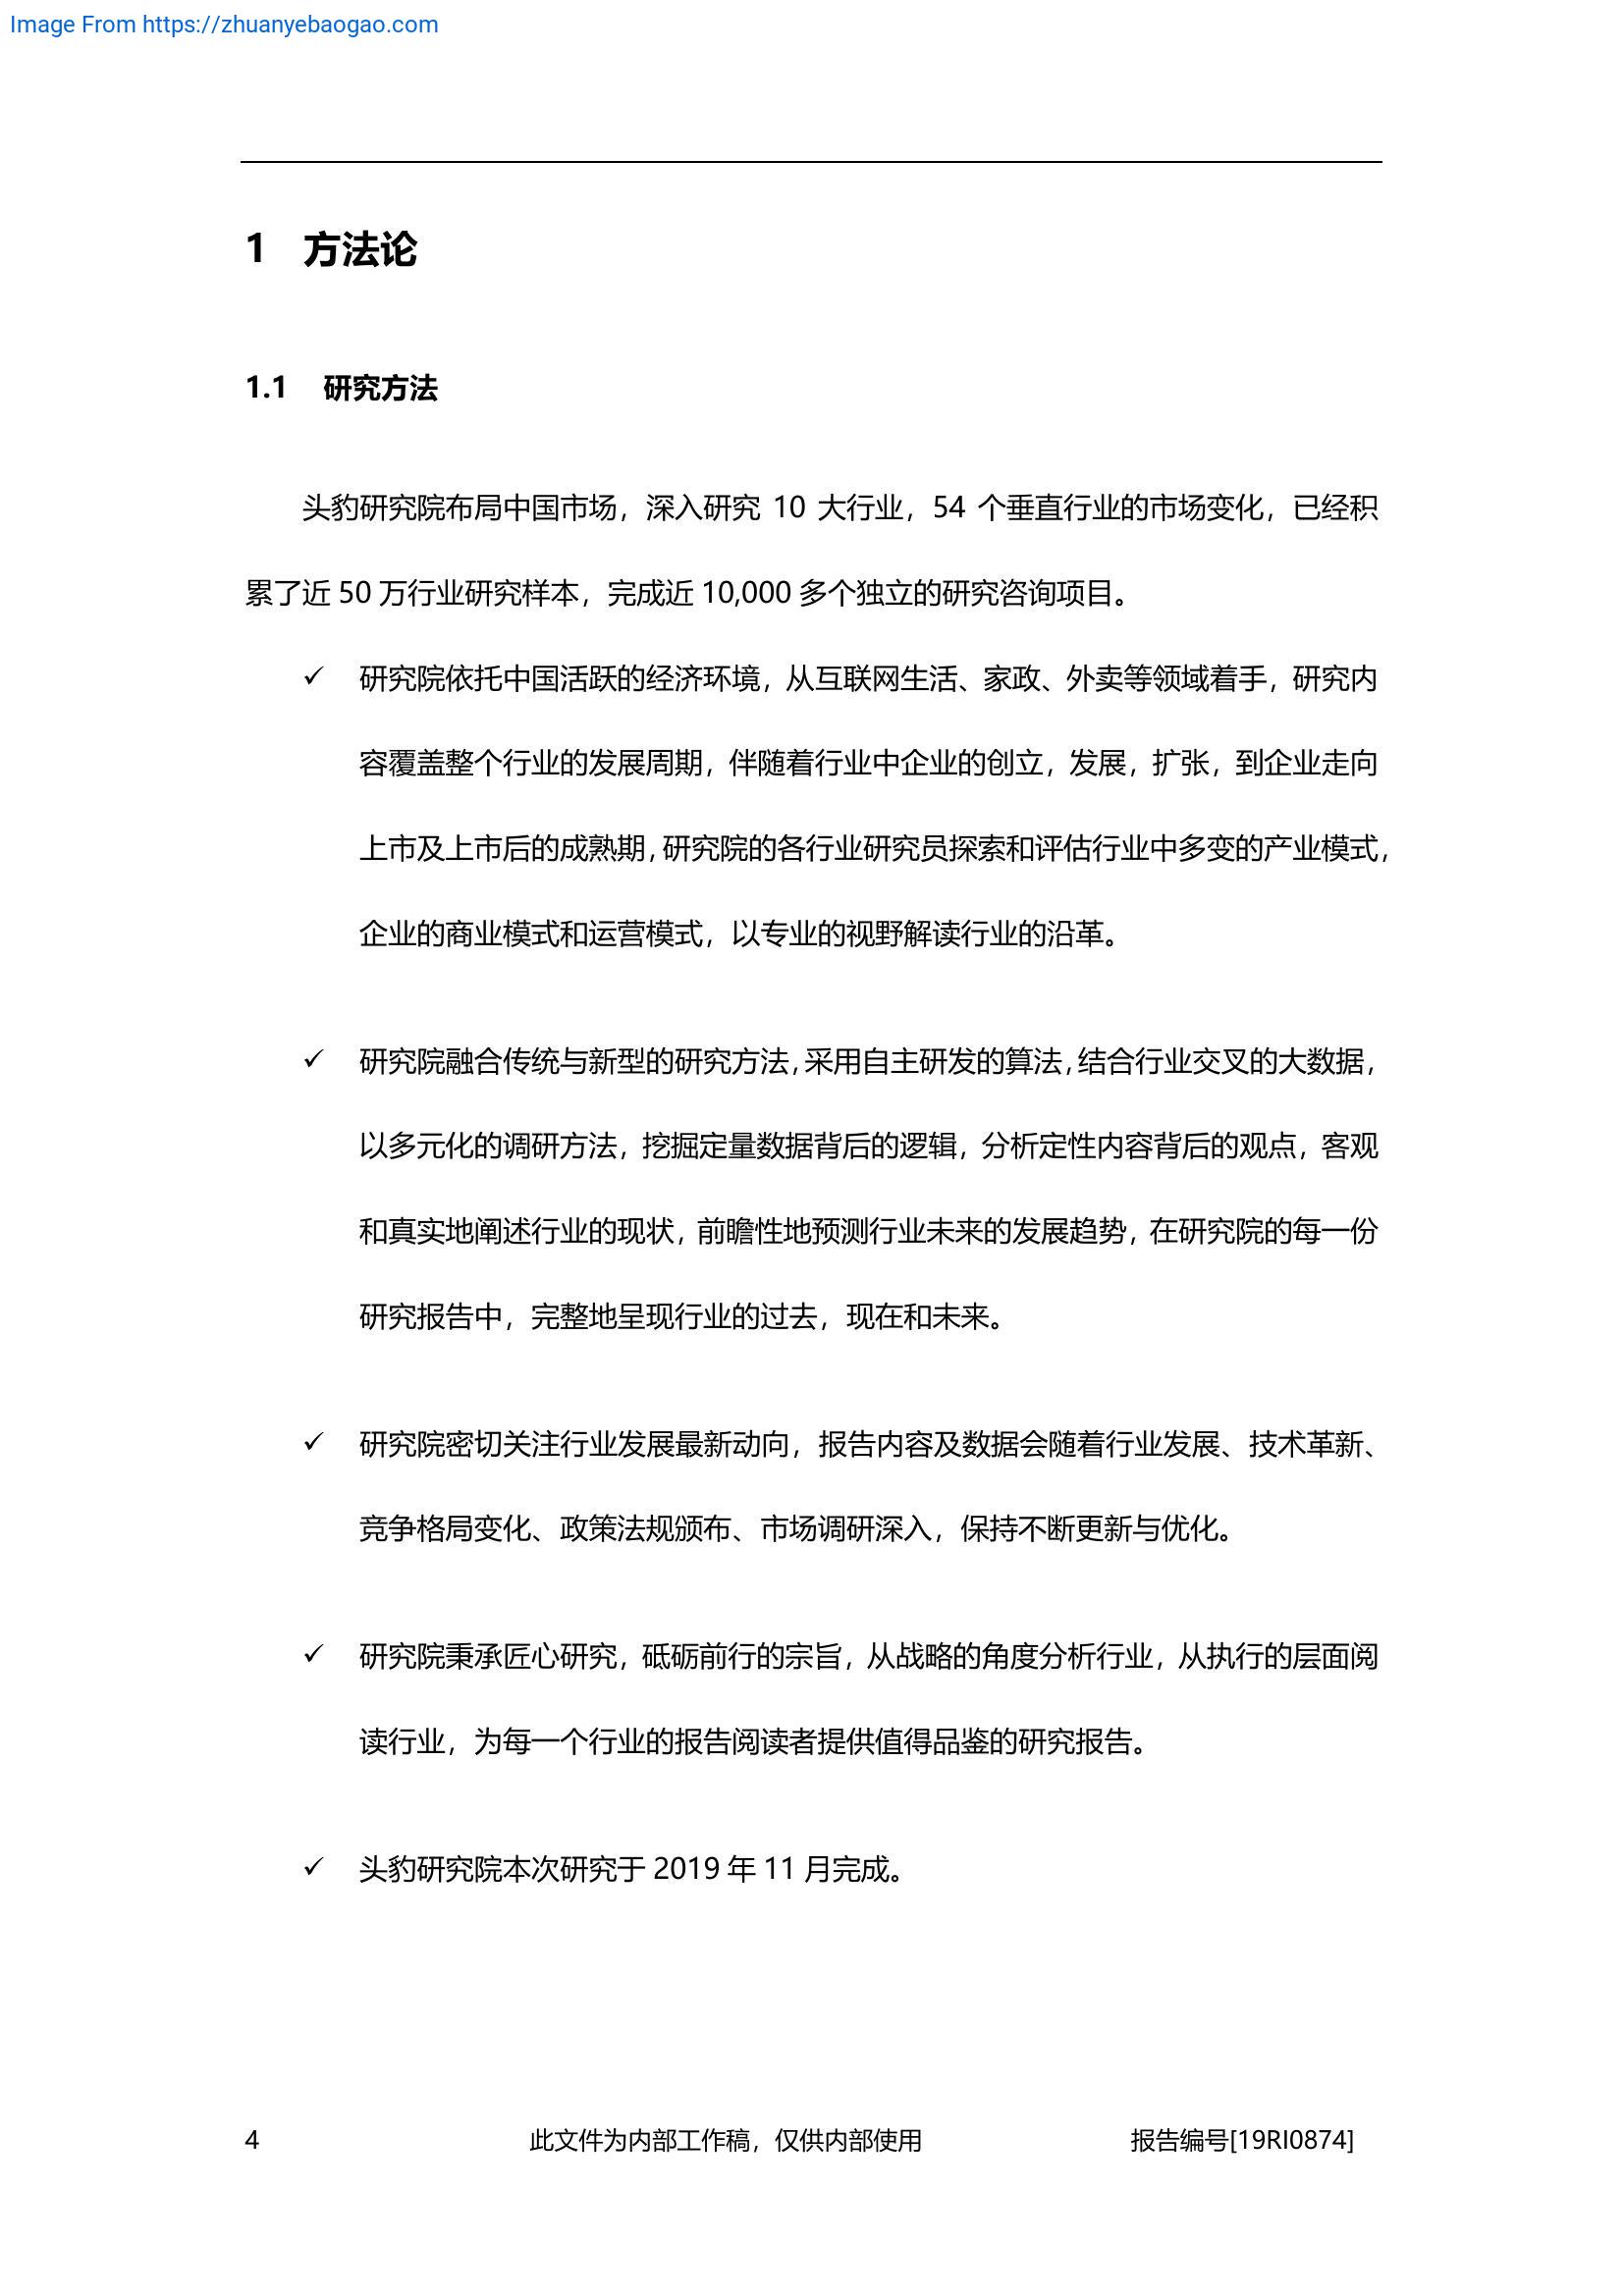 Image From https://zhuanyebaogao.com
1 方法论
1.1 研究方法
头豹研究院布局中国市场，深入研究 10 大行业，54 个垂直行业的市场变化，已经积
累了近 50 万行业研究样本，完成近 10,000 多个独立的研究咨询项目。
✓ 研究院依托中国活跃的经济环境，从互联网生活、家政、外卖等领域着手，研究内
容覆盖整个行业的发展周期，伴随着行业中企业的创立，发展，扩张，到企业走向
上市及上市后的成熟期，研究院的各行业研究员探索和评估行业中多变的产业模式，
企业的商业模式和运营模式，以专业的视野解读行业的沿革。
✓ 研究院融合传统与新型的研究方法，采用自主研发的算法，结合行业交叉的大数据，
以多元化的调研方法，挖掘定量数据背后的逻辑，分析定性内容背后的观点，客观
和真实地阐述行业的现状，前瞻性地预测行业未来的发展趋势，在研究院的每一份
研究报告中，完整地呈现行业的过去，现在和未来。
✓ 研究院密切关注行业发展最新动向，报告内容及数据会随着行业发展、技术革新、
竞争格局变化、政策法规颁布、市场调研深入，保持不断更新与优化。
✓ 研究院秉承匠心研究，砥砺前行的宗旨，从战略的角度分析行业，从执行的层面阅
读行业，为每一个行业的报告阅读者提供值得品鉴的研究报告。
✓ 头豹研究院本次研究于 2019 年 11 月完成。
4 此文件为内部工作稿，仅供内部使用 报告编号[19RI0874]